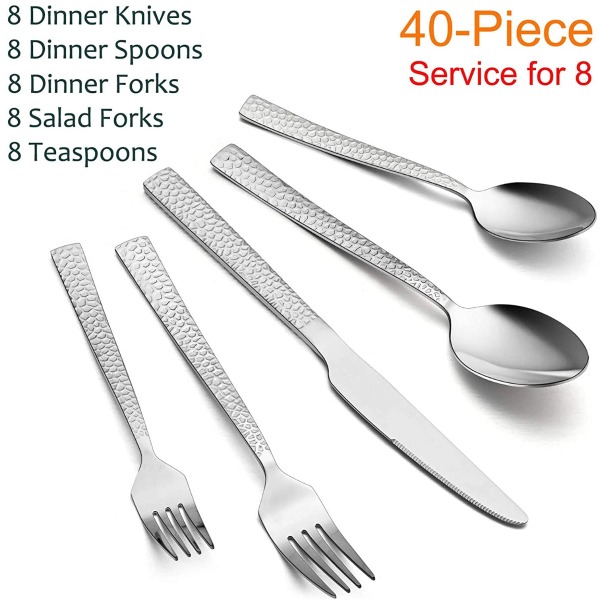 8 Dinner Knives
8 Dinner Spoons
8 Dinner Forks
8 Salad Forks
8 Teaspoons
40-Piece
Service for 8